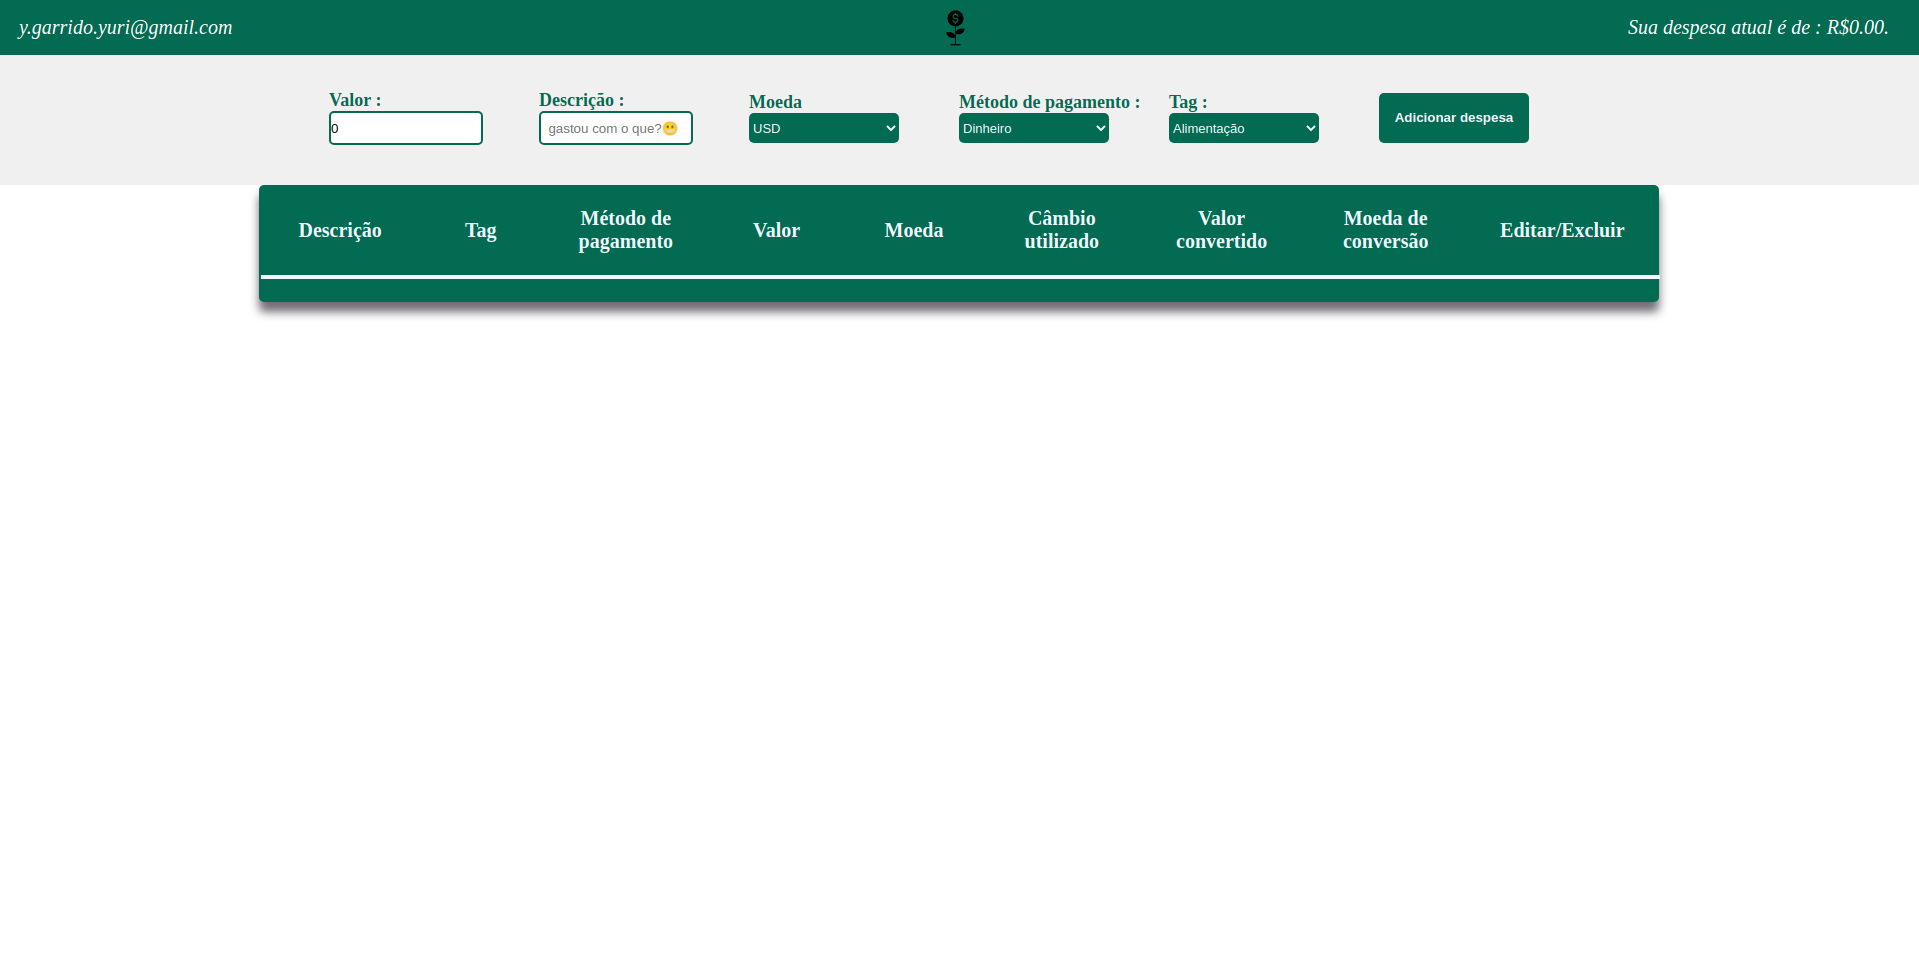 y.garrido.yuri@gmail.com
$
Sua despesa atual é de : R$0.00.
Valor :
Descrição :
Moeda
Método de pagamento :
Tag :
0
gastou com o que?😬
USD
Dinheiro
Alimentação
Adicionar despesa
Descrição
Tag
Método de
pagamento
Valor
Moeda
Câmbio
utilizado
Valor
convertido
Moeda de
conversão
Editar/Excluir